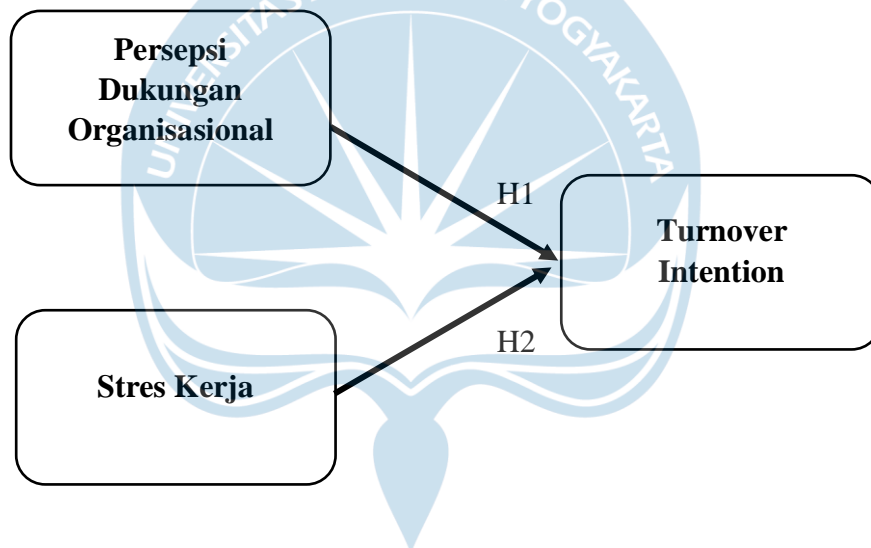 Persepsi
Dukungan
Organisasional
H1
Turnover
Intention
H2
Stres Kerja